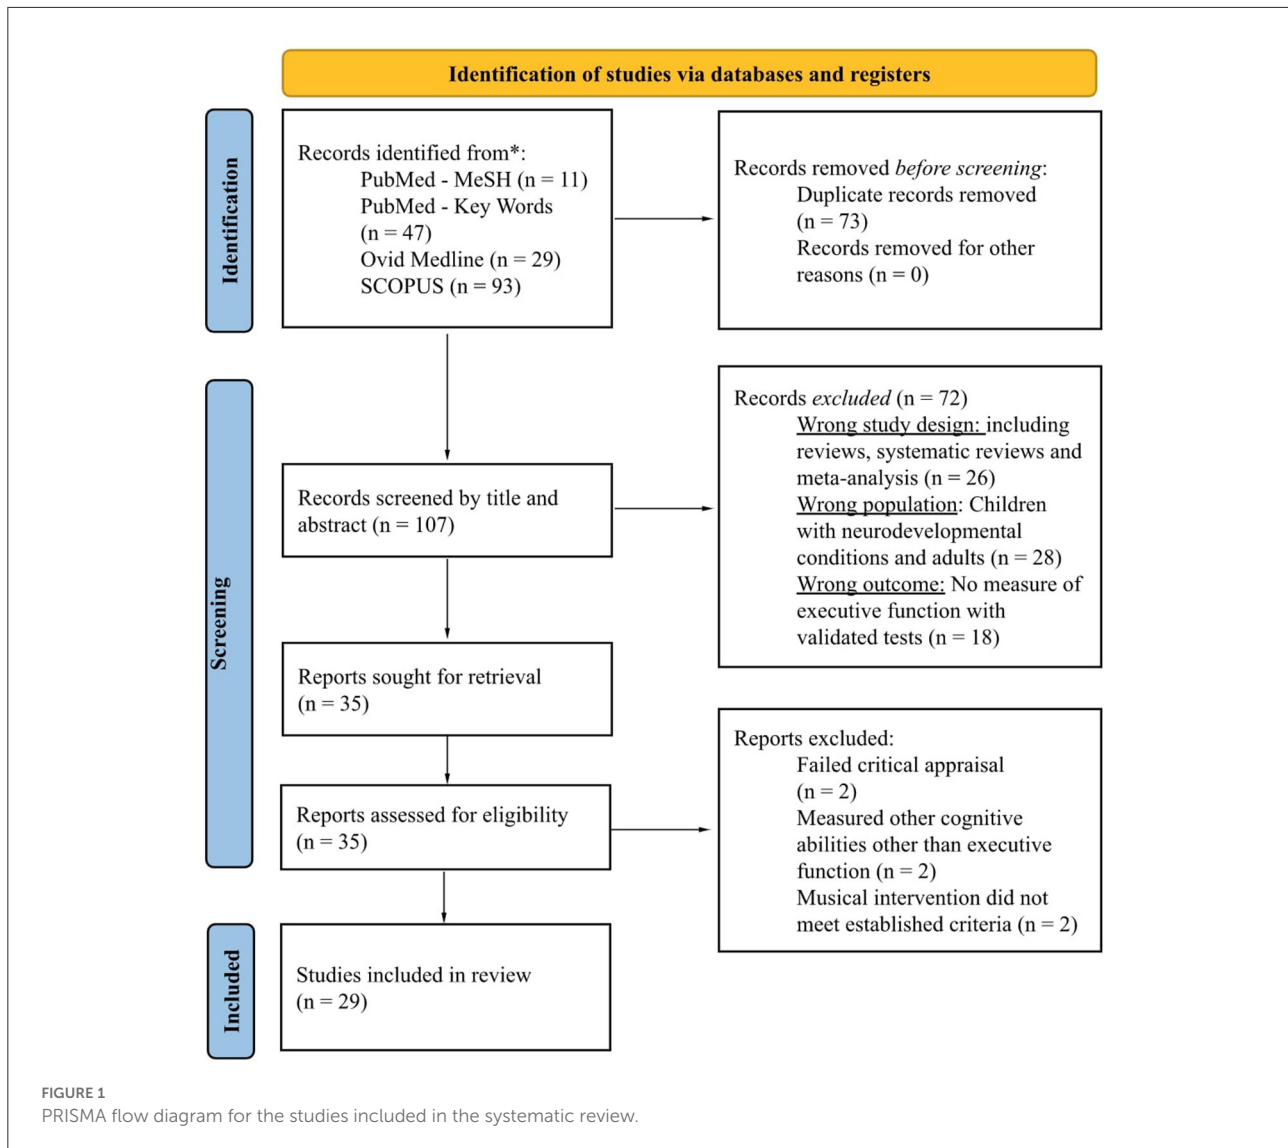 Identification of studies via databases and registers
Identification
Records identified from*:
PubMed - MeSH (n = 11)
PubMed - Key Words
(n = 47)
Ovid Medline (n = 29)
SCOPUS (n = 93)
Records removed before screening:
Duplicate records removed
(n = 73)
Records removed for other
reasons (n = 0)
Screening
Records screened by title and
abstract (n = 107)
Records excluded (n = 72)
Wrong study design: including
reviews, systematic reviews and
meta-analysis (n = 26)
Wrong population: Children
with neurodevelopmental
conditions and adults (n = 28)
Wrong outcome: No measure of
executive function with
validated tests (n = 18)
Reports sought for retrieval
(n = 35)
Reports assessed for eligibility
(n = 35)
Reports excluded:
Failed critical appraisal
(n = 2)
Measured other cognitive
abilities other than executive
function (n = 2)
Musical intervention did not
meet established criteria (n = 2)
Included
Studies included in review
(n = 29)
FIGURE 1
PRISMA flow diagram for the studies included in the systematic review.